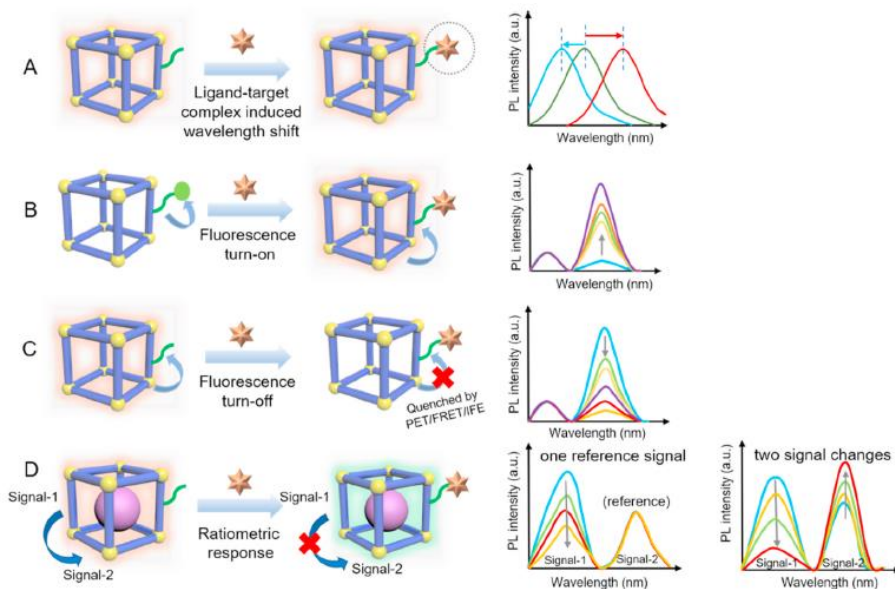 A
Ligand-target
complex induced
wavelength shift
PL intensity (a.u.)
Wavelength (nm)
B
Fluorescence
turn-on
PL intensity (a.u.)
Wavelength (nm)
C
Fluorescence
turn-off
Quenched by
PET/FRET/IFE
PL intensity (a.u.)
Wavelength (nm)
D
Signal-1
Signal-2
Ratiometric
response
Signal-1
Signal-2
one reference signal
PL intensity (a.u.)
(reference)
Signal-1
Signal-2
Wavelength (nm)
two signal changes
PL intensity (a.u.)
Signal-1
Signal-2
Wavelength (nm)